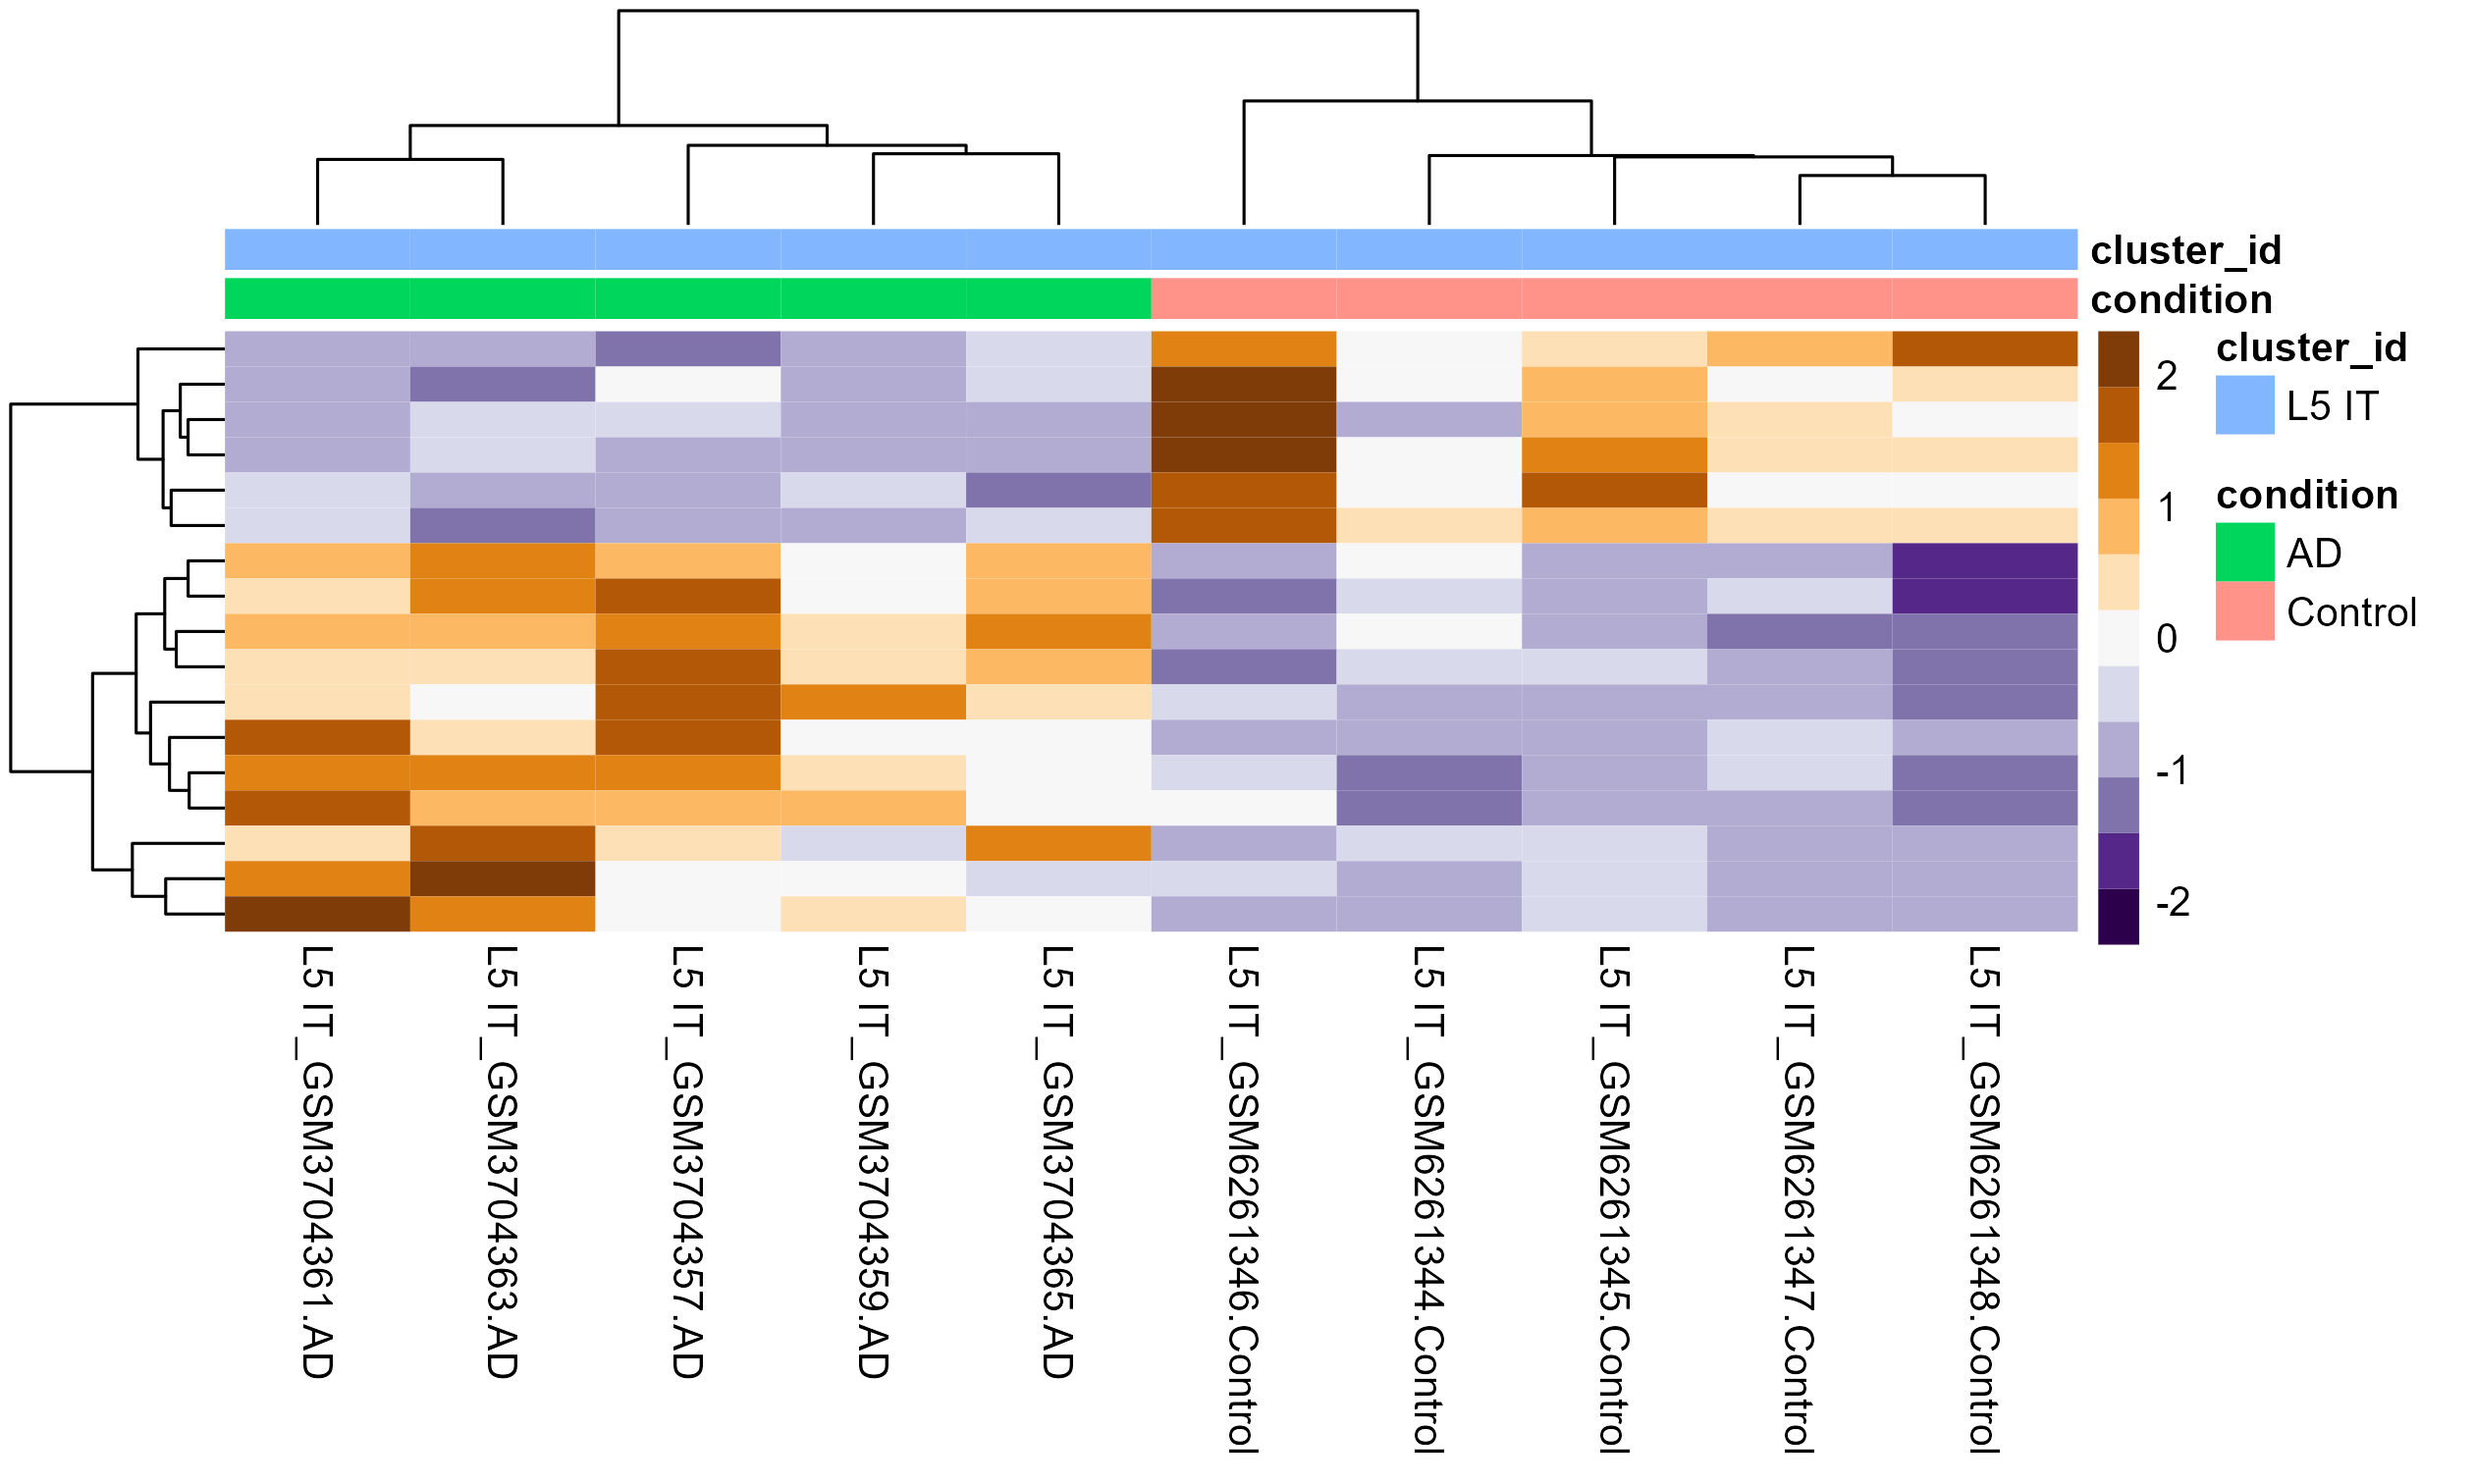 cluster_id
condition
2
1
0
-1
-2
cluster_id
L5 IT
condition
AD
Control
L5 IT_GSM3704361.AD
L5 IT_GSM3704363.AD
L5 IT_GSM3704357.AD
L5 IT_GSM3704359.AD
L5 IT_GSM3704365.AD
L5 IT_GSM6261346.Control
L5 IT_GSM6261344.Control
L5 IT_GSM6261345.Control
L5 IT_GSM6261347.Control
L5 IT_GSM6261348.Control